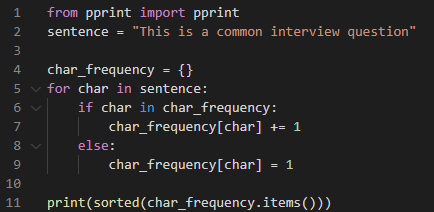 1 from pprint import pprint
2 sentence = "This is a common interview question"
3
4 char_frequency = {}
5 for char in sentence:
6     if char in char_frequency:
7         char_frequency[char] += 1
8     else:
9         char_frequency[char] = 1
10
11 print(sorted(char_frequency.items()))